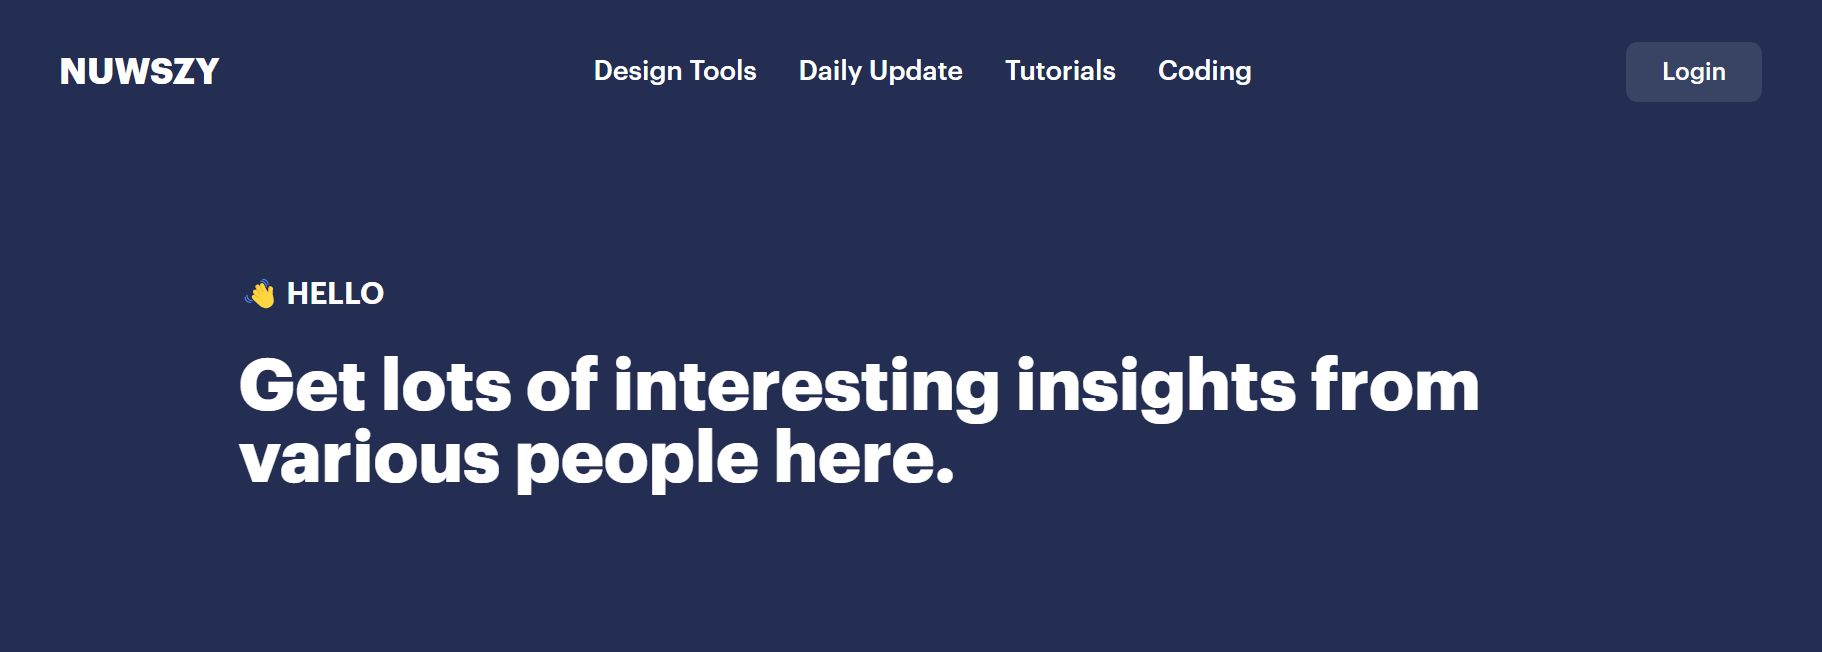 NUWSZY
Design Tools Daily Update Tutorials Coding
Login
👋 HELLO
Get lots of interesting insights from
various people here.